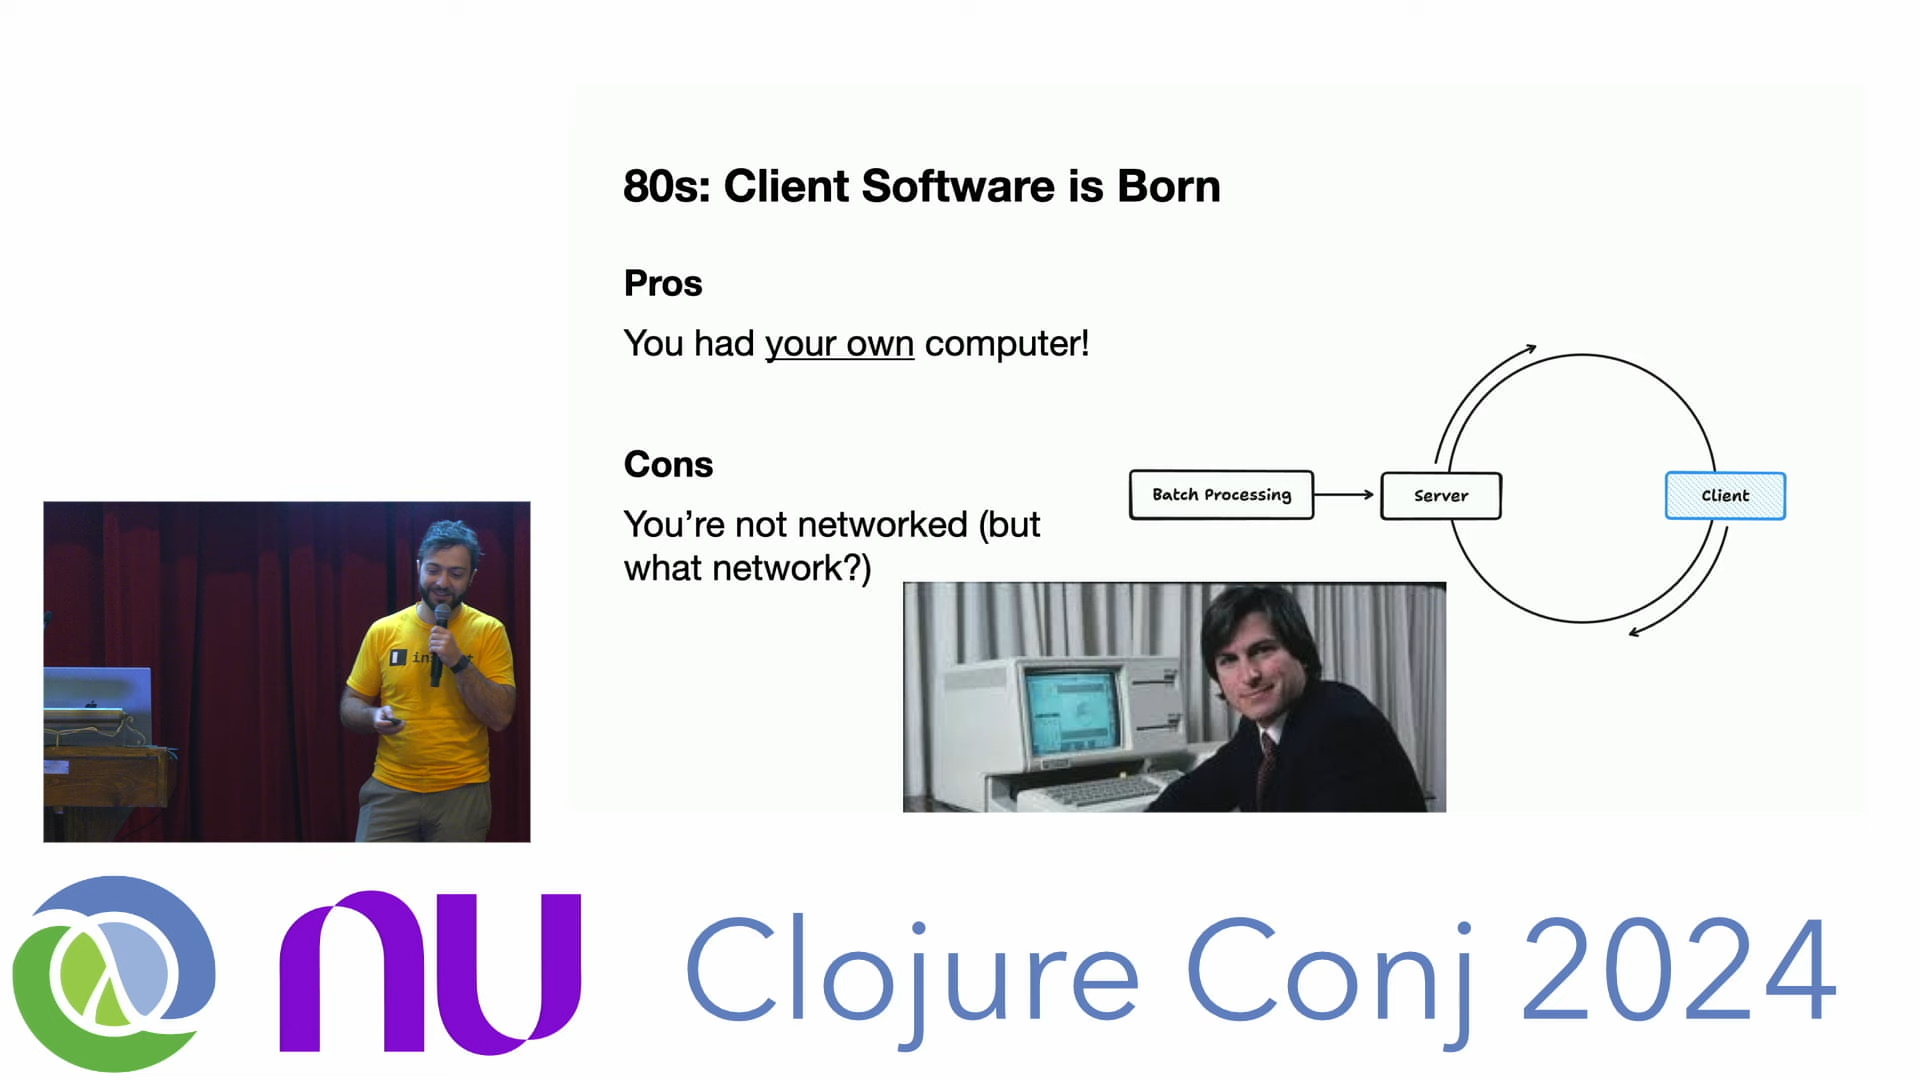 80s: Client Software is Born
Pros
You had your own computer!
Cons
You're not networked (but
what network?)
Batch Processing
Server
Client
nu
Clojure Conj 2024